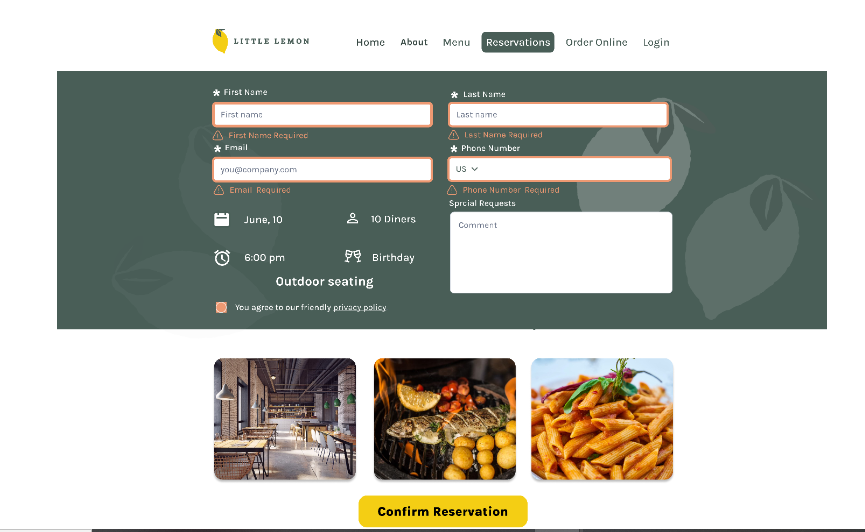 LITTLE LEMON
Home About Menu Reservations Order Online Login
* First Name
* Last Name
First name
Last name
First Name Required
Last Name Required
* Email
* Phone Number
you@company.com
US
Email Required
Phone Number Required
Sprcial Requests
June, 10
10 Diners
Comment
6:00 pm
Birthday
Outdoor seating
You agree to our friendly privacy policy
Confirm Reservation